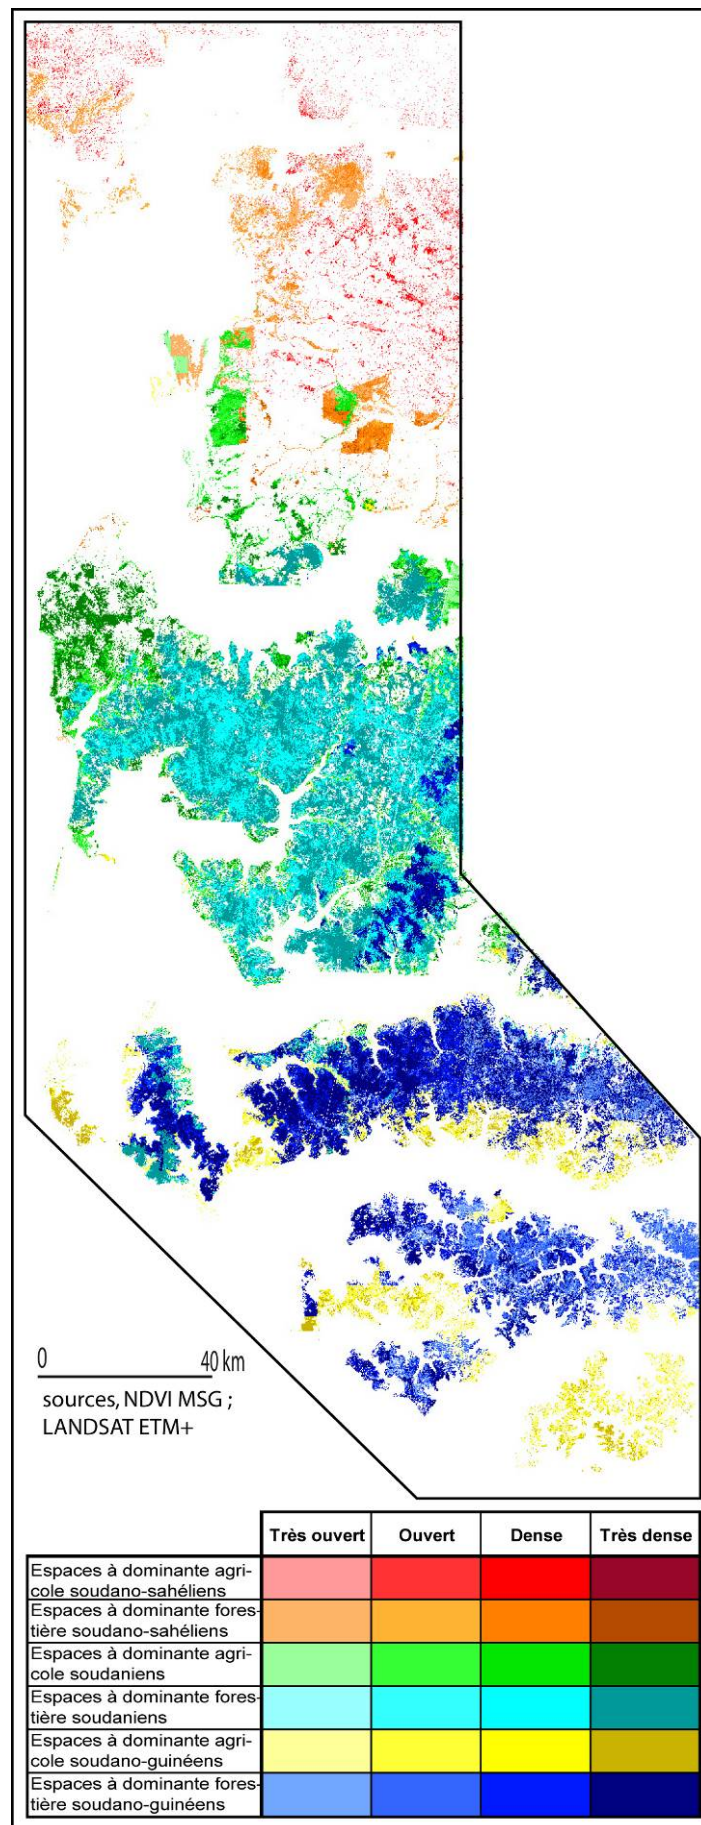 0 40 km
sources, NDVI MSG ;
LANDSAT ETM+
Très ouvert Ouvert Dense Très dense
Espaces à dominante agri-
cole soudano-sahéliens
Espaces à dominante fores-
tière soudano-sahéliens
Espaces à dominante agri-
cole soudaniens
Espaces à dominante fores-
tière soudaniens
Espaces à dominante agri-
cole soudano-guinéens
Espaces à dominante fores-
tière soudano-guinéens